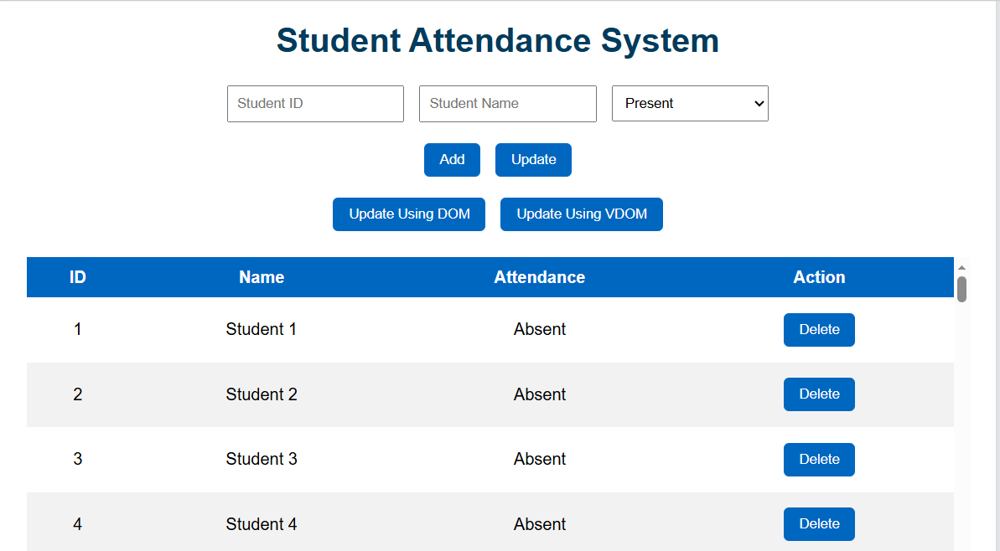 Student Attendance System
Student ID Student Name Present
Add Update
Update Using DOM Update Using VDOM
ID Name Attendance Action
1 Student 1 Absent Delete
2 Student 2 Absent Delete
3 Student 3 Absent Delete
4 Student 4 Absent Delete